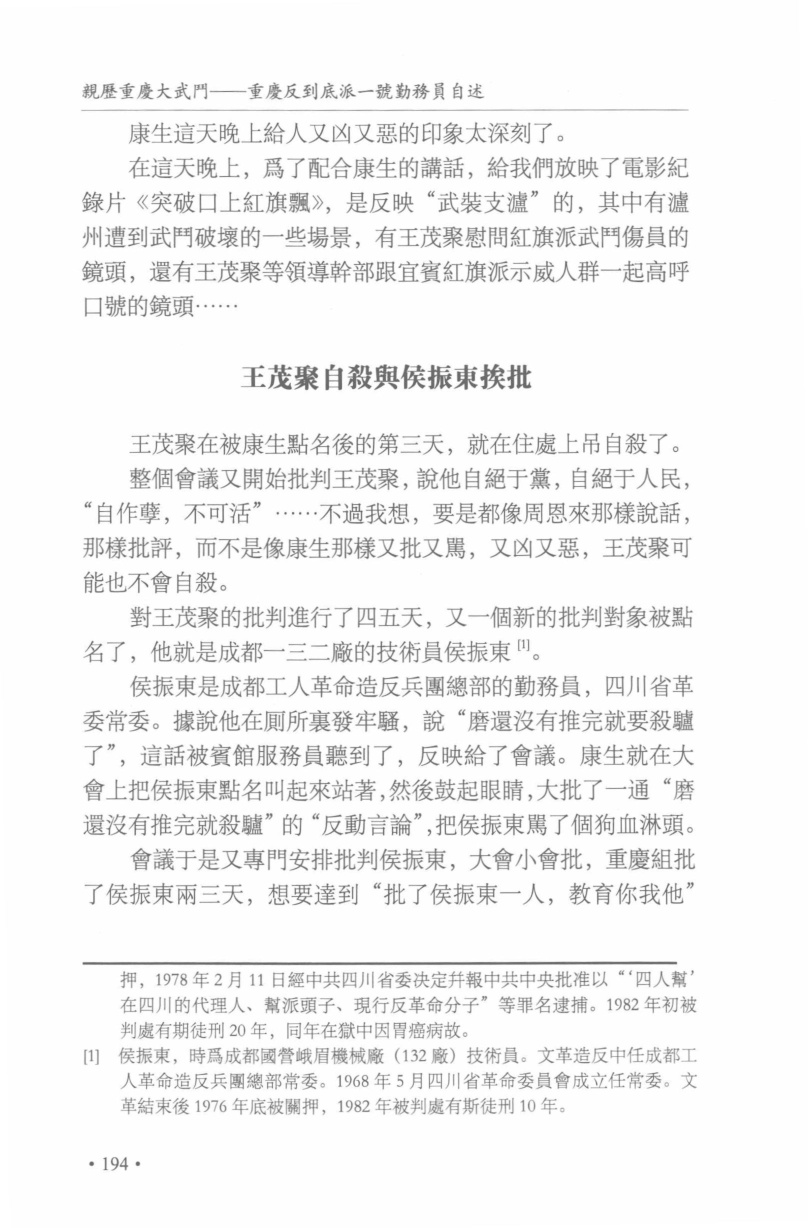 親歷重慶大武鬥——重慶反到底派一號勤務員自述
康生這天晚上給人又凶又惡的印象太深刻了。
在這天晚上，爲了配合康生的講話，給我們放映了電影紀
錄片《突破口上紅旗飄》，是反映“武裝支瀘”的，其中有瀘
州遭到武鬥破壞的一些場景，有王茂聚慰問紅旗派武鬥傷員的
鏡頭，還有王茂聚等領導幹部跟宜賓紅旗派示威人群一起高呼
口號的鏡頭……
王茂聚自殺與侯振東挨批
王茂聚在被康生點名後的第三天，就在住處上吊自殺了。
整個會議又開始批判王茂聚，說他自絕于黨，自絕于人民，
“自作孽，不可活”……不過我想，要是都像周恩來那樣說話，
那樣批評，而不是像康生那樣又批又罵，又凶又惡，王茂聚可
能也不會自殺。
對王茂聚的批判進行了四五天，又一個新的批判對象被點
名了，他就是成都一三二廠的技術員侯振東[1]。
侯振東是成都工人革命造反兵團總部的勤務員，四川省革
委常委。據說他在厠所裏發牢騷，說“磨還沒有推完就要殺驢
了”，這話被賓館服務員聽到了，反映給了會議。康生就在大
會上把侯振東點名叫起來站著，然後鼓起眼睛，大批了一通“磨
還沒有推完就殺驢”的“反動言論”，把侯振東罵了個狗血淋頭。
會議于是又專門安排批判侯振東，大會小會批，重慶組批
了侯振東兩三天，想要達到“批了侯振東一人，教育你我他”
押，1978 年 2 月 11 日經中共四川省委決定幷報中共中央批准以“‘四人幫’
在四川的代理人、幫派頭子、現行反革命分子”等罪名逮捕。1982 年初被
判處有期徒刑 20 年，同年在獄中因胃癌病故。
[1] 侯振東，時爲成都國營峨眉機械廠（132 廠）技術員。文革造反中任成都工
人革命造反兵團總部常委。1968 年 5 月四川省革命委員會成立任常委。文
革結束後 1976 年底被關押，1982 年被判處有斯徒刑 10 年。
• 194 •